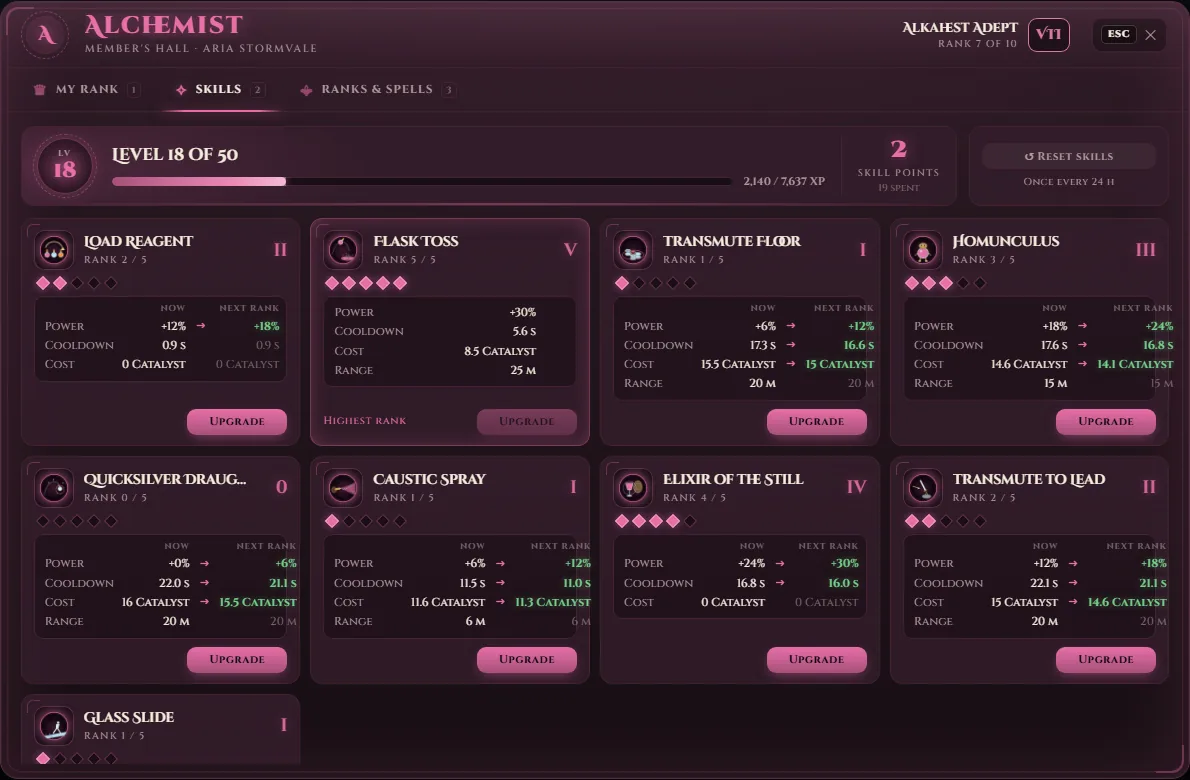 A
ALCHEMIST
MEMBER'S HALL · ARIA STORMVALE
ALKAHEST ADEPT
RANK 7 OF 10
VII
ESC
MY RANK 1
SKILLS 2
RANKS & SPELLS 3
LV
18
LEVEL 18 OF 50
2,140 / 7,637 XP
2
SKILL POINTS
19 SPENT
↺ RESET SKILLS
ONCE EVERY 24 H
LOAD REAGENT
RANK 2 / 5
II
NOW NEXT RANK
POWER +12% → +18%
COOLDOWN 0.9 S 0.9 S
COST 0 CATALYST 0 CATALYST
UPGRADE
FLASK TOSS
RANK 5 / 5
V
POWER +30%
COOLDOWN 5.6 S
COST 8.5 CATALYST
RANGE 25 M
HIGHEST RANK
UPGRADE
TRANSMUTE FLOOR
RANK 1 / 5
I
NOW NEXT RANK
POWER +6% → +12%
COOLDOWN 17.3 S → 16.6 S
COST 15.5 CATALYST → 15 CATALYST
RANGE 20 M 20 M
UPGRADE
HOMUNCULUS
RANK 3 / 5
III
NOW NEXT RANK
POWER +18% → +24%
COOLDOWN 17.6 S → 16.8 S
COST 14.6 CATALYST → 14.1 CATALYST
RANGE 15 M 15 M
UPGRADE
QUICKSILVER DRAUG...
RANK 0 / 5
0
NOW NEXT RANK
POWER +0% → +6%
COOLDOWN 22.0 S → 21.1 S
COST 16 CATALYST → 15.5 CATALYST
RANGE 20 M 20 M
UPGRADE
CAUSTIC SPRAY
RANK 1 / 5
I
NOW NEXT RANK
POWER +6% → +12%
COOLDOWN 11.5 S → 11.0 S
COST 11.6 CATALYST → 11.3 CATALYST
RANGE 6 M 6 M
UPGRADE
ELIXIR OF THE STILL
RANK 4 / 5
IV
NOW NEXT RANK
POWER +24% → +30%
COOLDOWN 16.8 S → 16.0 S
COST 0 CATALYST 0 CATALYST
UPGRADE
TRANSMUTE TO LEAD
RANK 2 / 5
II
NOW NEXT RANK
POWER +12% → +18%
COOLDOWN 22.1 S → 21.1 S
COST 15 CATALYST → 14.6 CATALYST
RANGE 20 M 20 M
UPGRADE
GLASS SLIDE
RANK 1 / 5
I